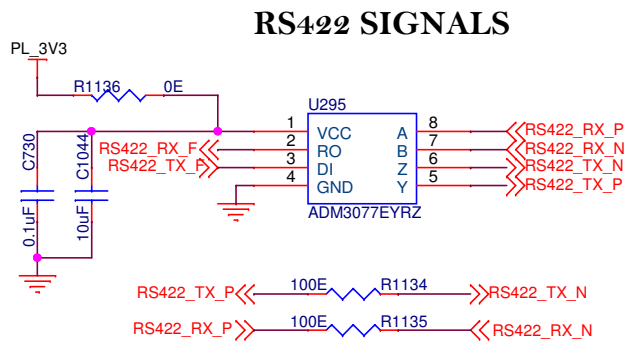 RS422 SIGNALS
PL_3V3
R1136 0E
U295
1 VCC A 8 RS422_RX_P
RS422_RX_F 2 RO B 7 RS422_RX_N
RS422_TX_F 3 DI Z 6 RS422_TX_N
4 GND Y 5 RS422_TX_P
ADM3077EYRZ
C730
0.1uF
C1044
10uF
RS422_TX_P 100E R1134 RS422_TX_N
RS422_RX_P 100E R1135 RS422_RX_N